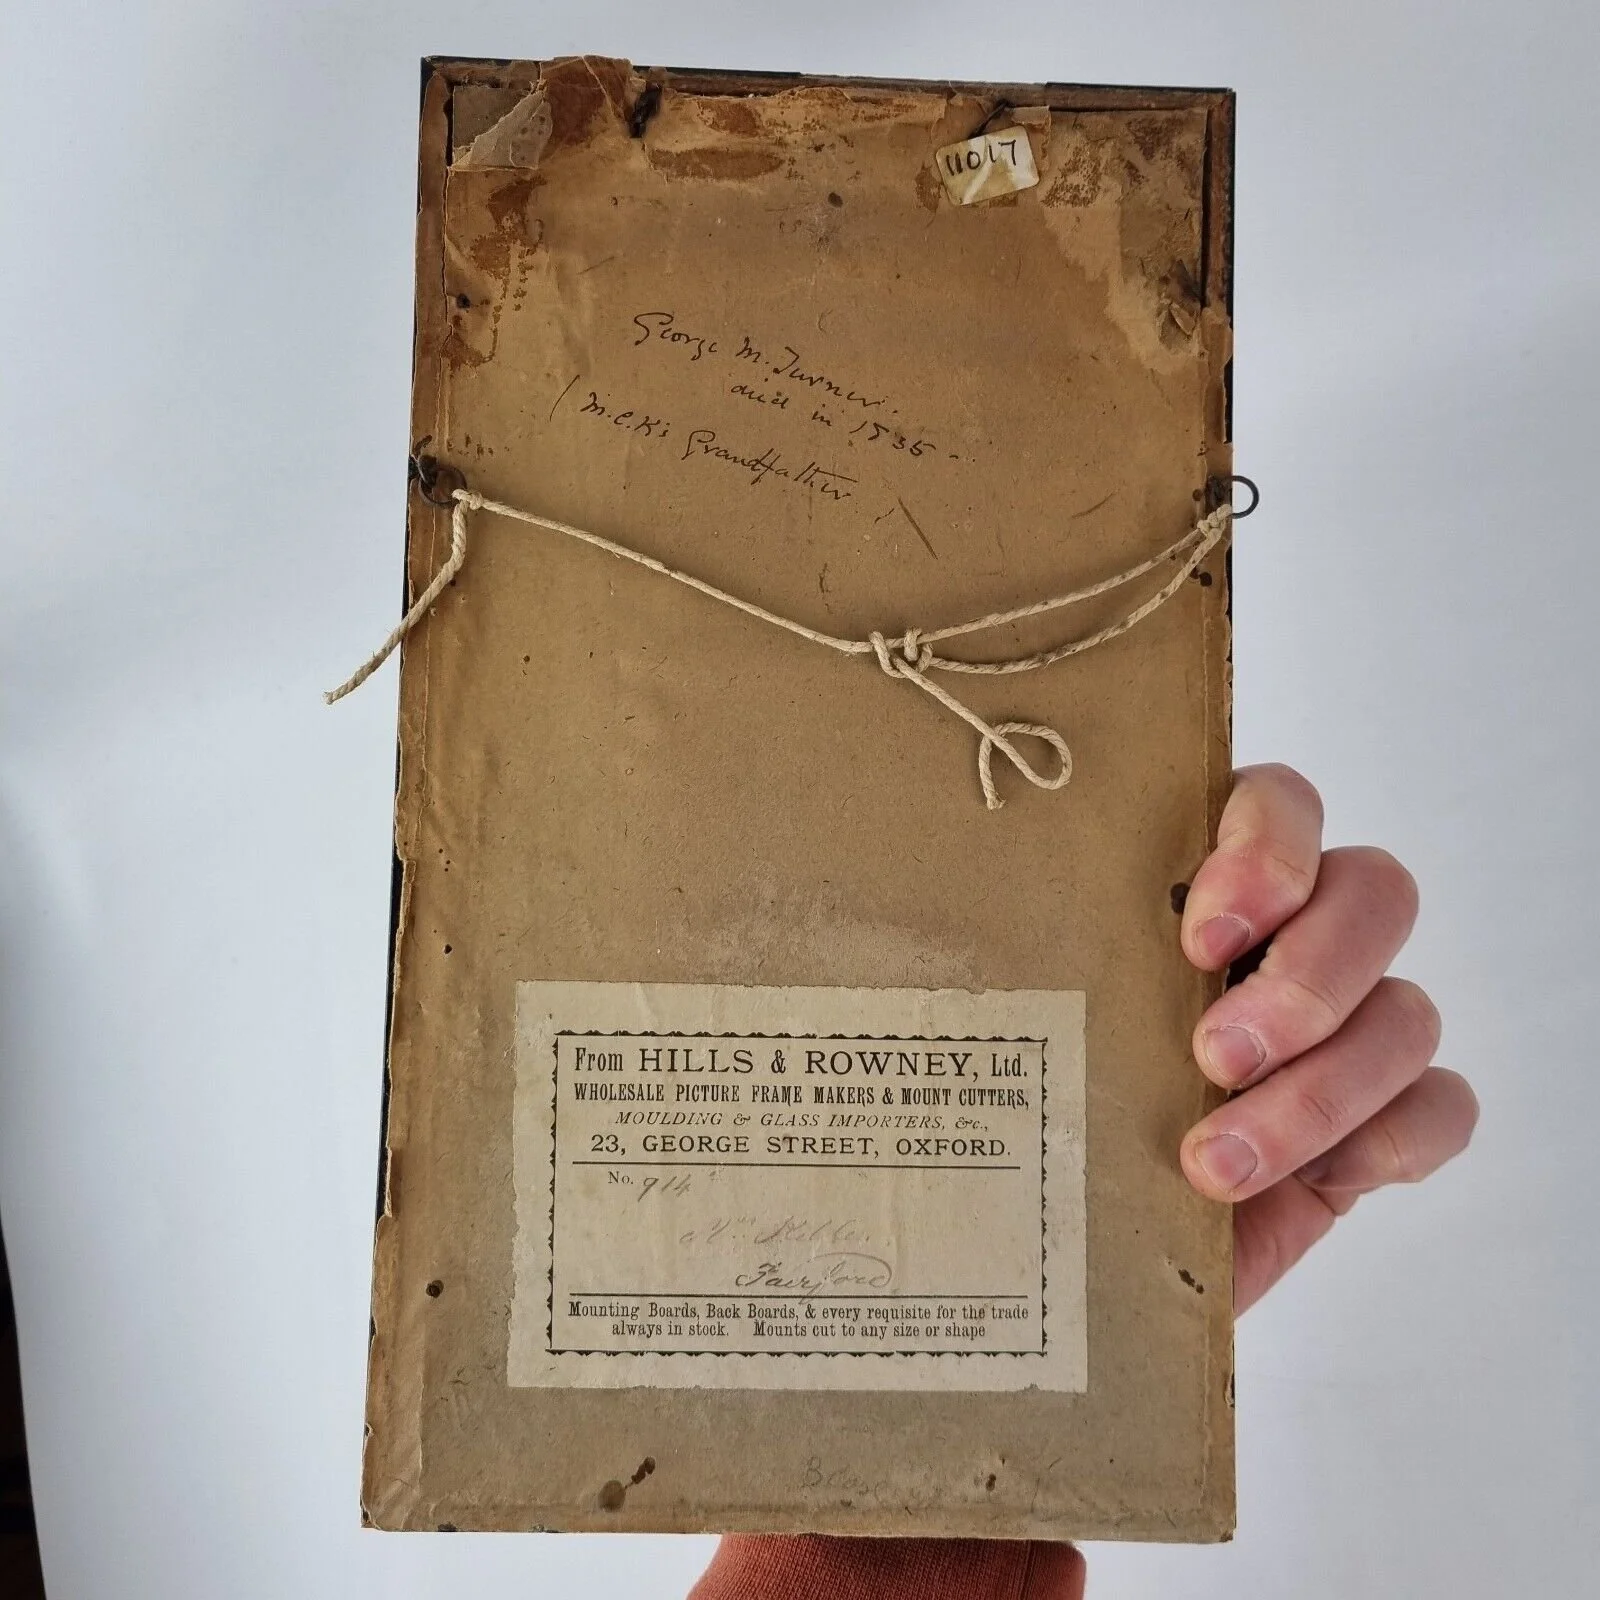 11017
George M. Turner.
died in 1835
(M.C.K's Grandfather)
From HILLS & ROWNEY, Ltd.
WHOLESALE PICTURE FRAME MAKERS & MOUNT CUTTERS,
MOULDING & GLASS IMPORTERS, &c.,
23, GEORGE STREET, OXFORD.
No. 914
Keble
Fairford
Mounting Boards, Back Boards, & every requisite for the trade
always in stock. Mounts cut to any size or shape